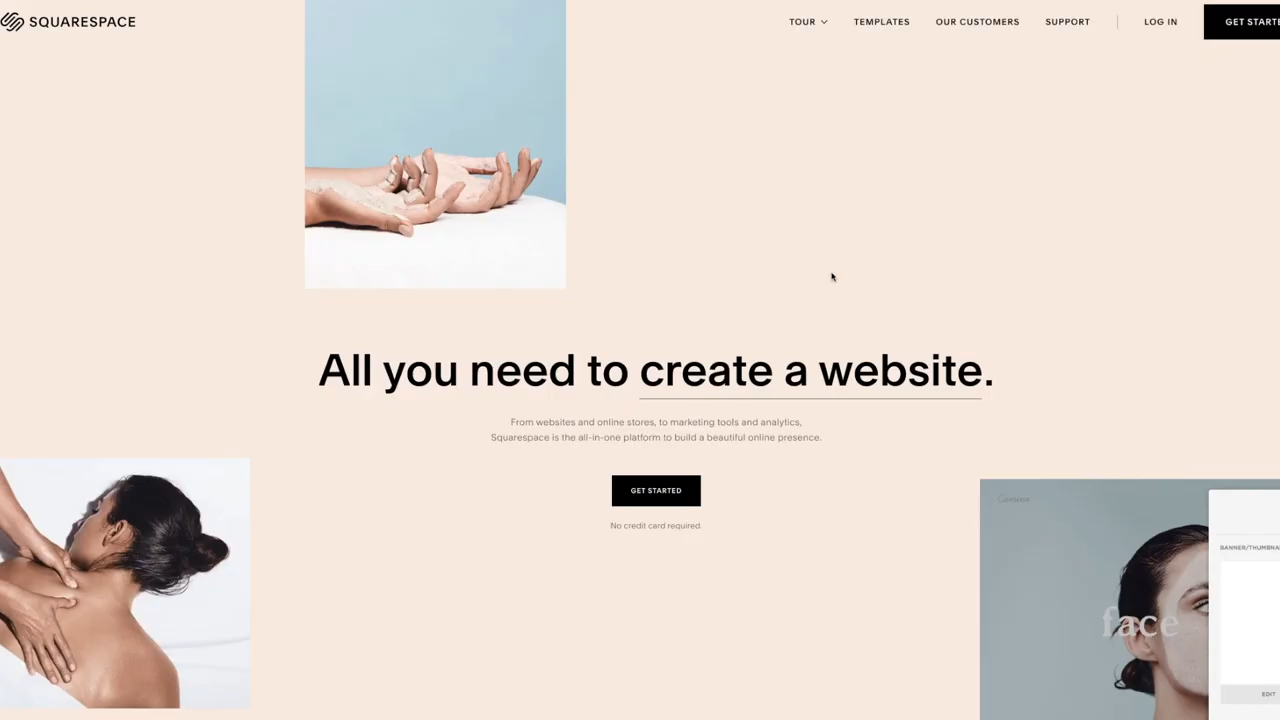 SQUARESPACE
TOUR
TEMPLATES
OUR CUSTOMERS
SUPPORT
LOG IN
GET STARTE
All you need to create a website.
From websites and online stores, to marketing tools and analytics,
Squarespace is the all-in-one platform to build a beautiful online presence.
GET STARTED
No credit card required.
BANNER/THUMBNA
face
EDIT